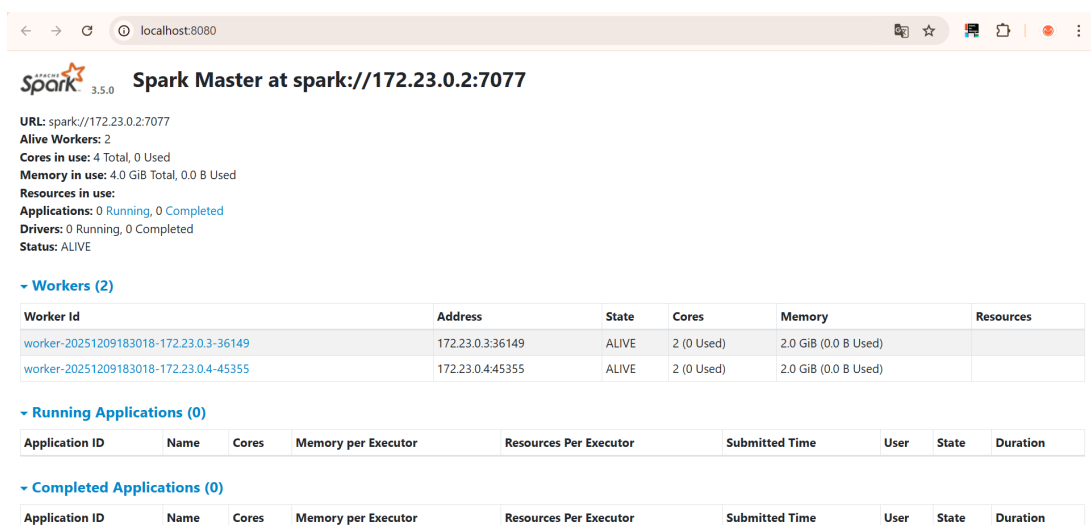 localhost:8080
APACHE
Spark 3.5.0 Spark Master at spark://172.23.0.2:7077
URL: spark://172.23.0.2:7077
Alive Workers: 2
Cores in use: 4 Total, 0 Used
Memory in use: 4.0 GiB Total, 0.0 B Used
Resources in use:
Applications: 0 Running, 0 Completed
Drivers: 0 Running, 0 Completed
Status: ALIVE
Workers (2)
Worker Id Address State Cores Memory Resources
worker-20251209183018-172.23.0.3-36149 172.23.0.3:36149 ALIVE 2 (0 Used) 2.0 GiB (0.0 B Used)
worker-20251209183018-172.23.0.4-45355 172.23.0.4:45355 ALIVE 2 (0 Used) 2.0 GiB (0.0 B Used)
Running Applications (0)
Application ID Name Cores Memory per Executor Resources Per Executor Submitted Time User State Duration
Completed Applications (0)
Application ID Name Cores Memory per Executor Resources Per Executor Submitted Time User State Duration